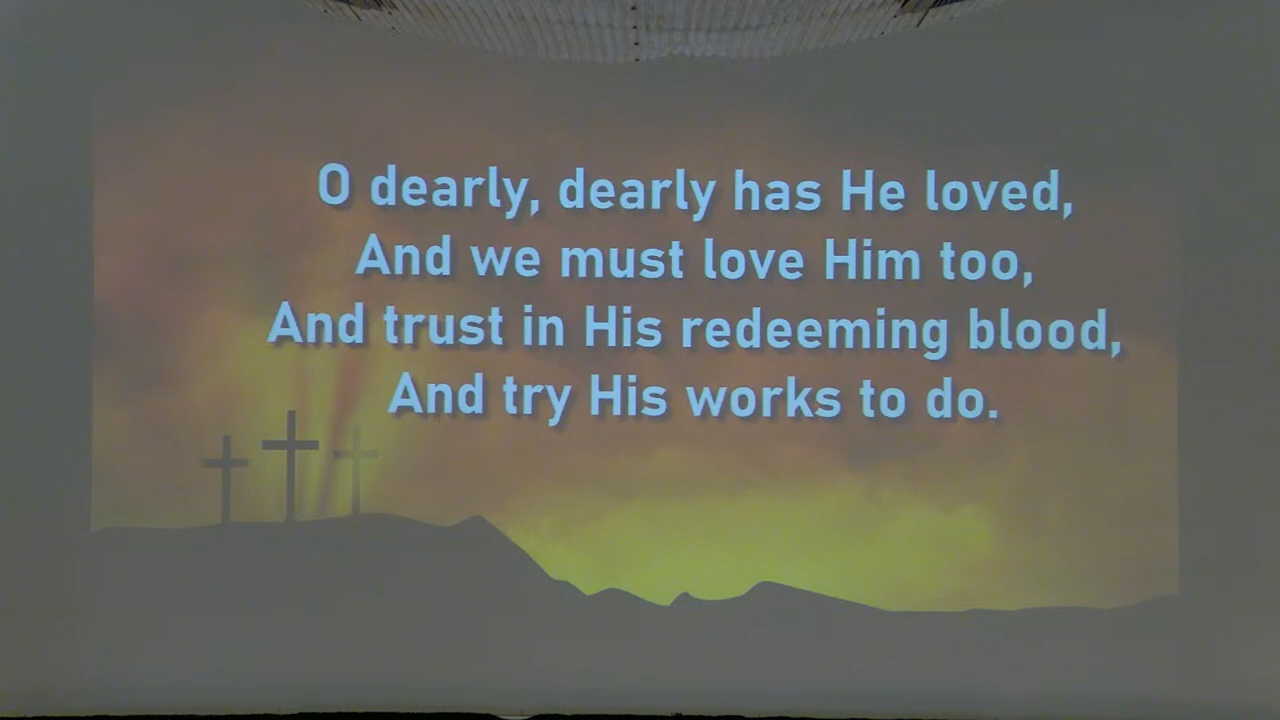 O dearly, dearly has He loved,
And we must love Him too,
And trust in His redeeming blood,
And try His works to do.